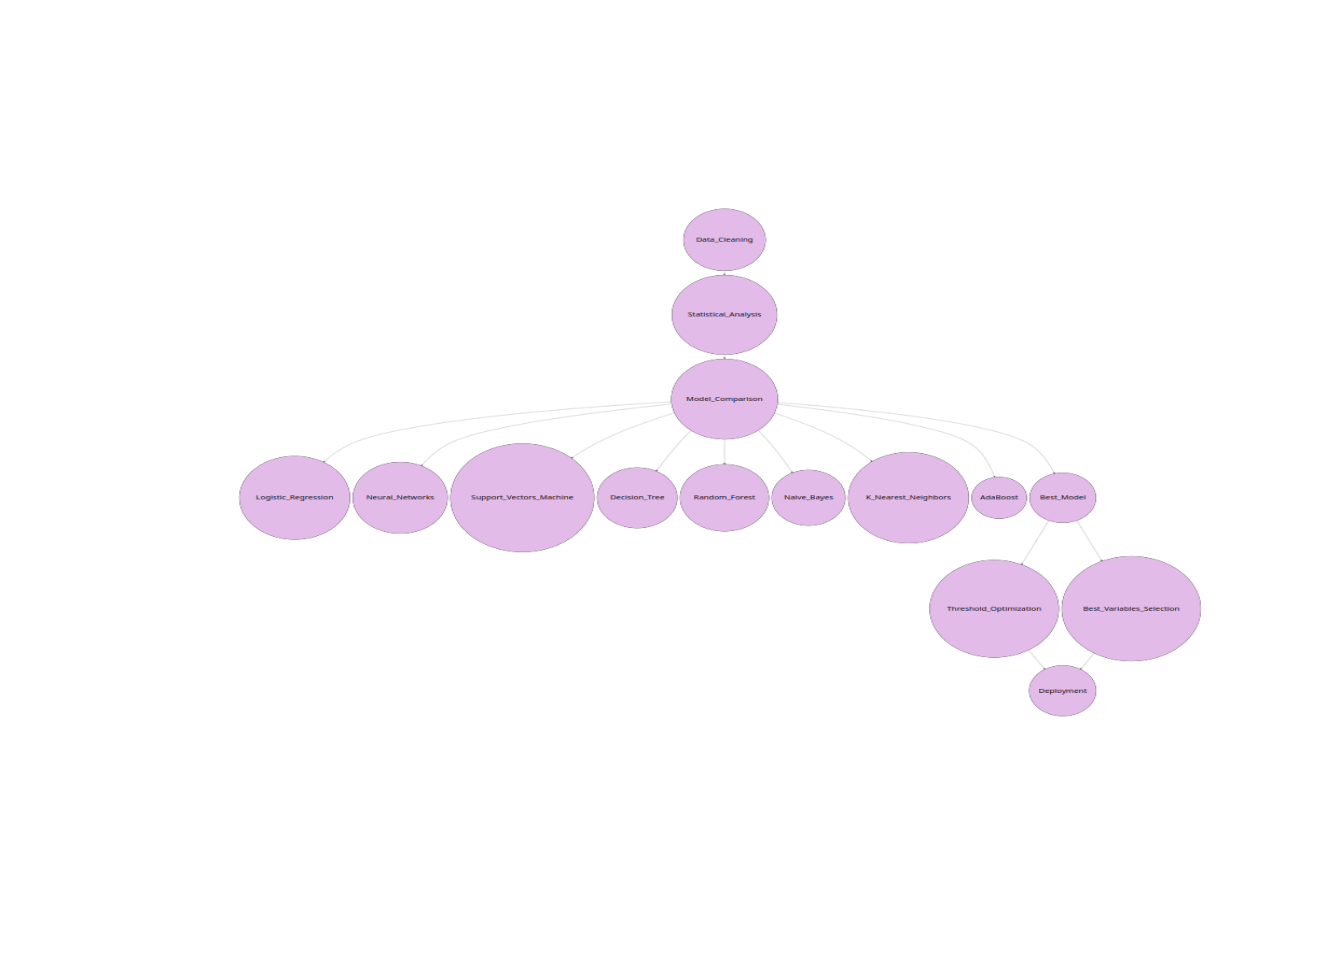 Data_Cleaning
Statistical_Analysis
Model_Comparison
Logistic_Regression
Neural_Networks
Support_Vectors_Machine
Decision_Tree
Random_Forest
Naive_Bayes
K_Nearest_Neighbors
AdaBoost
Best_Model
Threshold_Optimization
Best_Variables_Selection
Deployment